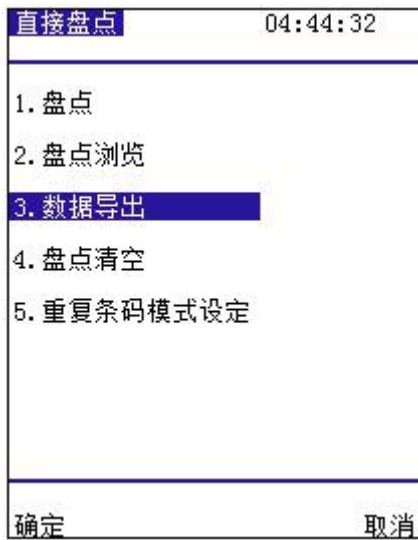 直接盘点 04:44:32
1.盘点
2.盘点浏览
3.数据导出
4.盘点清空
5.重复条码模式设定
确定 取消